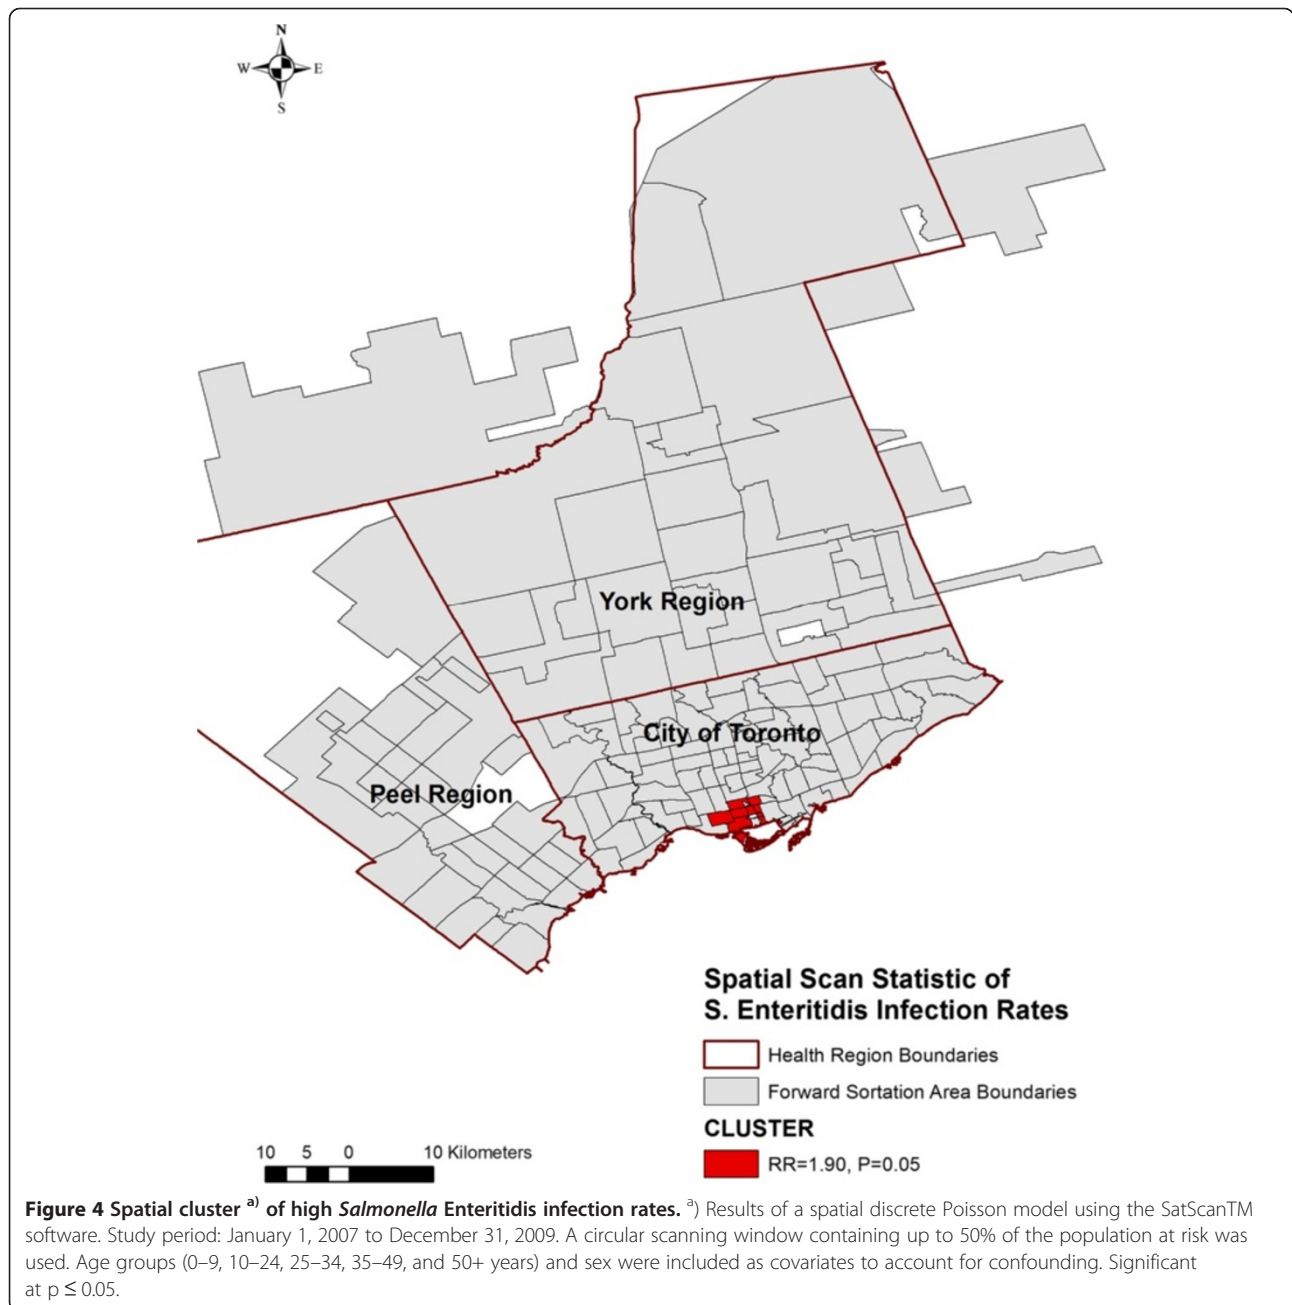 N
W E
S
York Region
City of Toronto
Peel Region
Spatial Scan Statistic of
S. Enteritidis Infection Rates
Health Region Boundaries
Forward Sortation Area Boundaries
CLUSTER
RR=1.90, P=0.05
10 5 0 10 Kilometers
Figure 4 Spatial cluster a) of high Salmonella Enteritidis infection rates. a) Results of a spatial discrete Poisson model using the SatScanTM
software. Study period: January 1, 2007 to December 31, 2009. A circular scanning window containing up to 50% of the population at risk was
used. Age groups (0–9, 10–24, 25–34, 35–49, and 50+ years) and sex were included as covariates to account for confounding. Significant
at p ≤ 0.05.